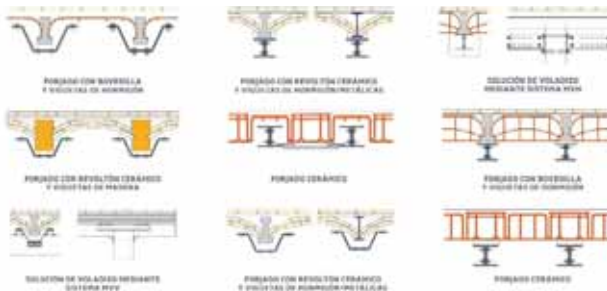 FORJADO CON BOVEDILLA
Y VIGUETAS DE HORMIGÓN
FORJADO CON REVOLTÓN CERÁMICO
Y VIGUETAS DE HORMIGÓN/METÁLICAS
SOLUCIÓN DE VOLADIZO
MEDIANTE SISTEMA MVH
FORJADO CON REVOLTÓN CERÁMICO
Y VIGUETAS DE MADERA
FORJADO CERÁMICO
FORJADO CON BOVEDILLA
Y VIGUETAS DE HORMIGÓN
SOLUCIÓN DE VOLADIZO MEDIANTE
SISTEMA MVV
FORJADO CON REVOLTÓN CERÁMICO
Y VIGUETAS DE HORMIGÓN/METÁLICAS
FORJADO CERÁMICO